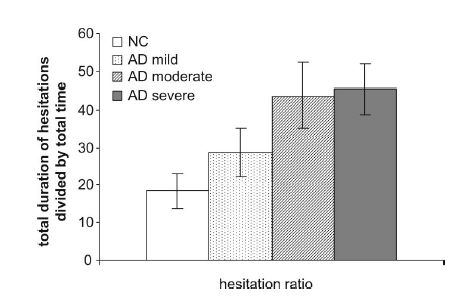 total duration of hesitations
divided by total time
60
50
40
30
20
10
0
NC
AD mild
AD moderate
AD severe
hesitation ratio